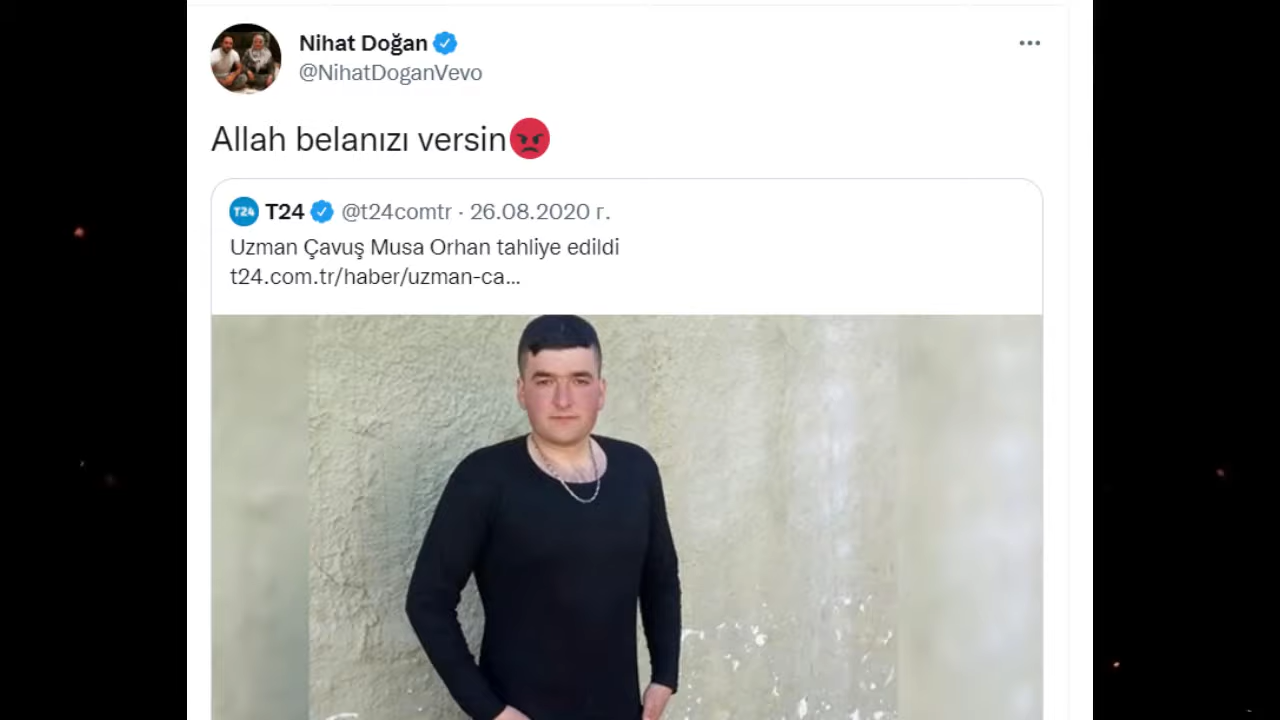 Nihat Doğan
@NihatDoganVevo
Allah belanızı versin
T24 T24 @t24comtr · 26.08.2020 г.
Uzman Çavuş Musa Orhan tahliye edildi
t24.com.tr/haber/uzman-ca...